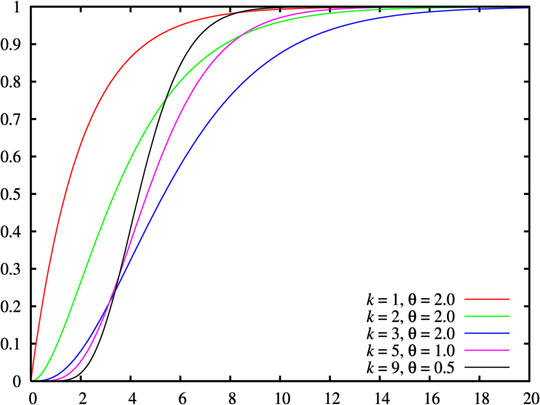 1
0.9
0.8
0.7
0.6
0.5
0.4
0.3
0.2
0.1
0
k = 1, θ = 2.0
k = 2, θ = 2.0
k = 3, θ = 2.0
k = 5, θ = 1.0
k = 9, θ = 0.5
0 2 4 6 8 10 12 14 16 18 20